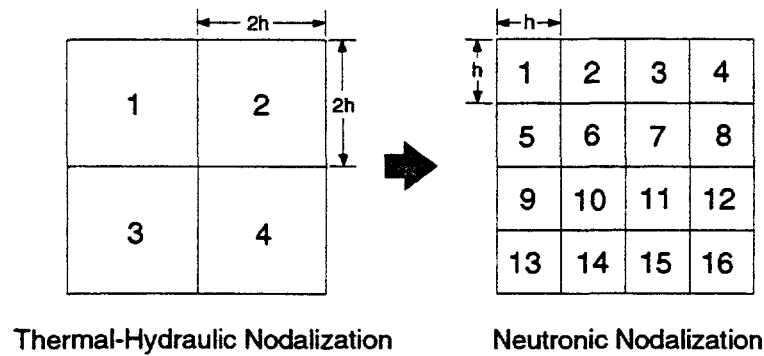 2h
2h
1 2
3 4
Thermal-Hydraulic Nodalization
h
h
1 2 3 4
5 6 7 8
9 10 11 12
13 14 15 16
Neutronic Nodalization